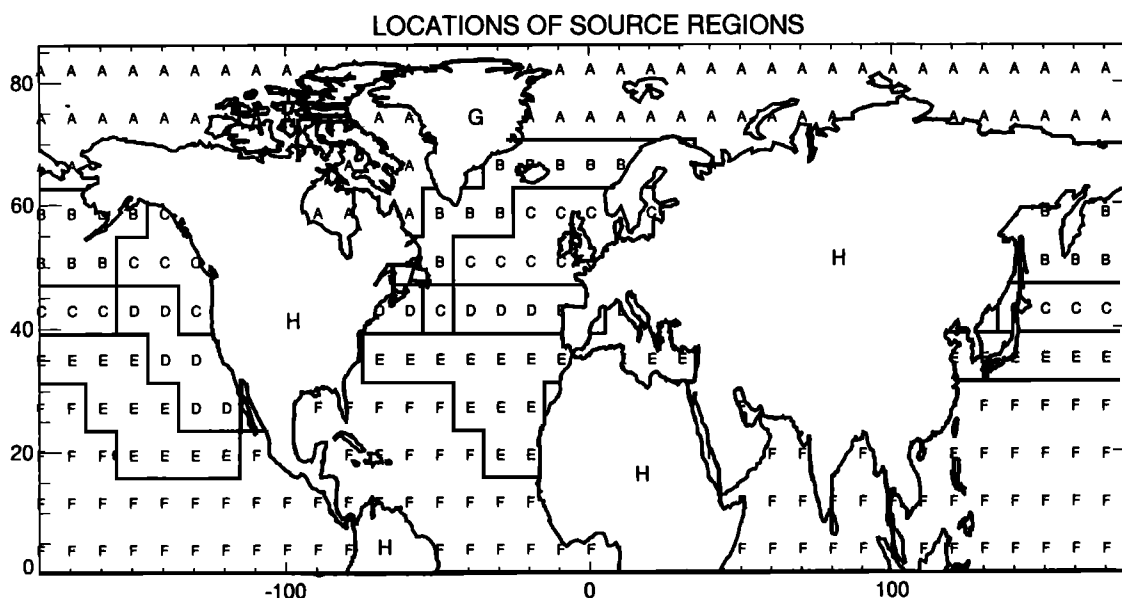 LOCATIONS OF SOURCE REGIONS
A A A A A A A A A A A A A A A A A A A A A A A A A A A A A A
80
A A A A A A A A A G A A A A A A A A A A A A A A A A A
A A A B B B B B
60 B B B B C A A A B B B C C C C B B
B B B C C C B C C C C B B B
H
C C C D D C D D C D D D C C C
40 H
E E E E D D E E E E E E E E E E E E E
F F E E E D D F F F F F E E E F F F F F
20 F F F E E E E F F F F F F E E F F F F F F F F
H
F F F F F F F F F F F F F F F F F F F F F F F F F F F F
F F F F F F F F F F F H F F F F F F F F F F F F F F F F F F
0
-100 0 100